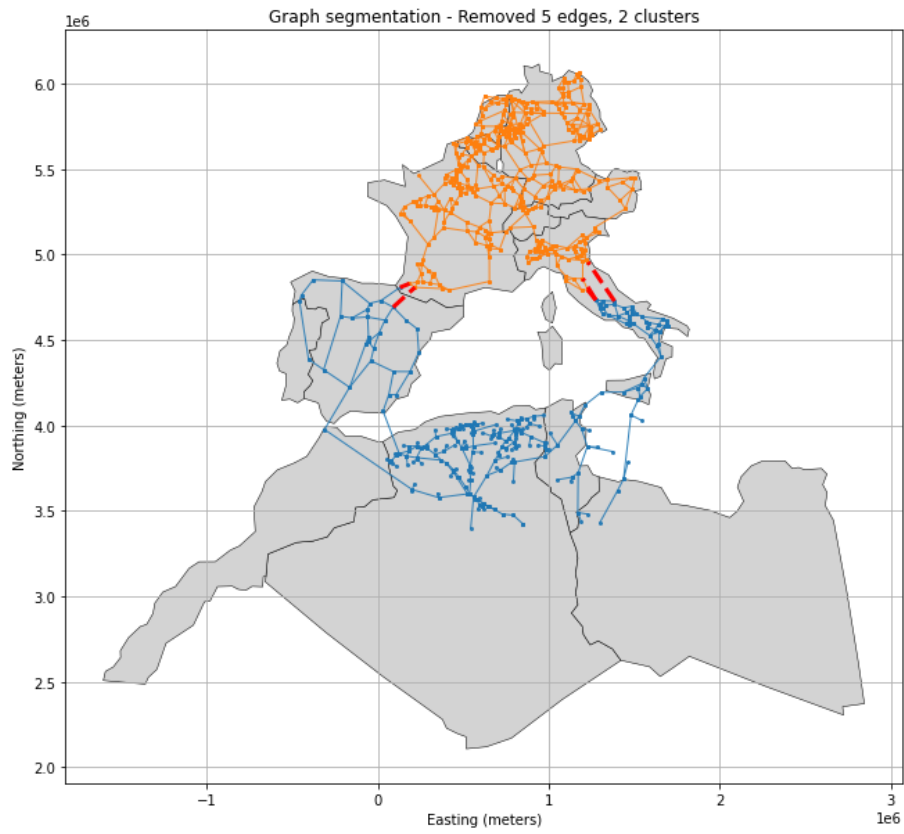 Graph segmentation - Removed 5 edges, 2 clusters
1e6
6.0
5.5
5.0
4.5
4.0
3.5
3.0
2.5
2.0
Northing (meters)
−1
0
1
2
3
1e6
Easting (meters)